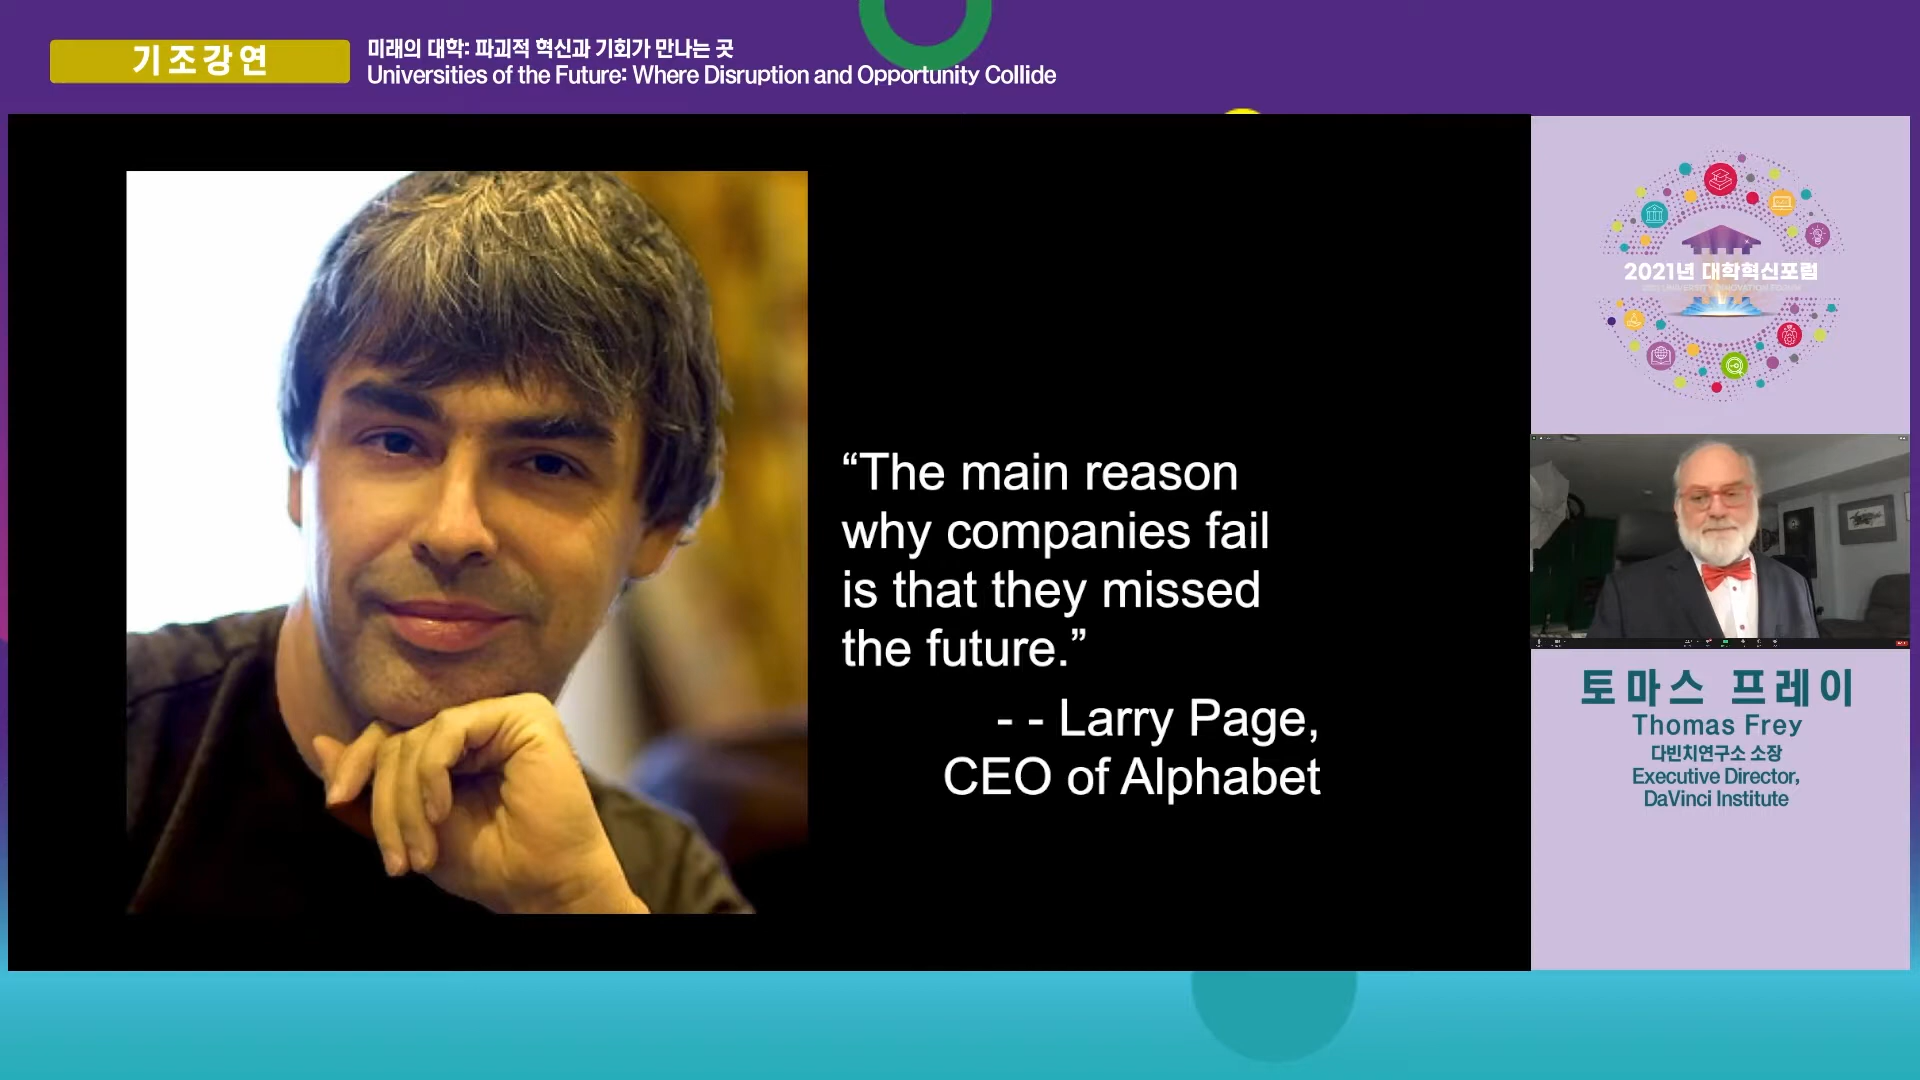 기조강연
미래의 대학: 파괴적 혁신과 기회가 만나는 곳
Universities of the Future: Where Disruption and Opportunity Collide
“The main reason
why companies fail
is that they missed
the future.”
- - Larry Page,
CEO of Alphabet
2021년 대학혁신포럼
2021 UNIVERSITY INNOVATION FORUM
토마스 프레이
Thomas Frey
다빈치연구소 소장
Executive Director,
DaVinci Institute